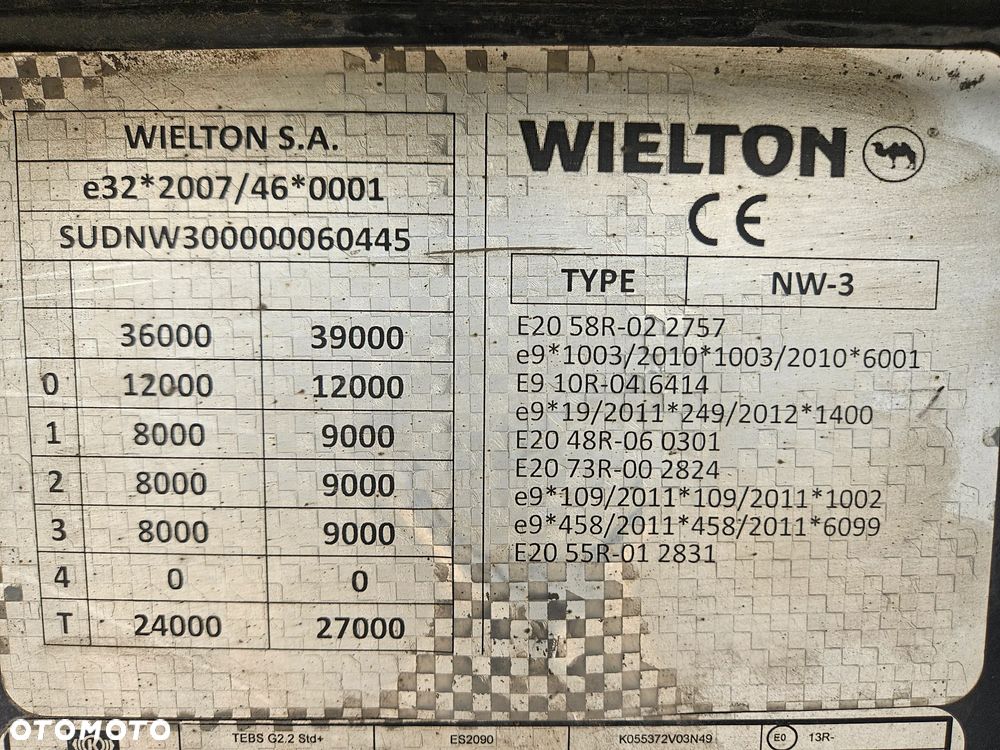 WIELTON S.A.
e32*2007/46*0001
SUDNW300000060445
36000 39000
0 12000 12000
1 8000 9000
2 8000 9000
3 8000 9000
4 0 0
T 24000 27000
WIELTON
CE
TYPE NW-3
E20 58R-02 2757
e9*1003/2010*1003/2010*6001
E9 10R-04 6414
e9*19/2011*249/2012*1400
E20 48R-06 0301
E20 73R-00 2824
e9*109/2011*109/2011*1002
e9*458/2011*458/2011*6099
E20 55R-01 2831
TEBS G2.2 Std+ ES2090 K055372V03N49 E0 13R-
OTOMOTO